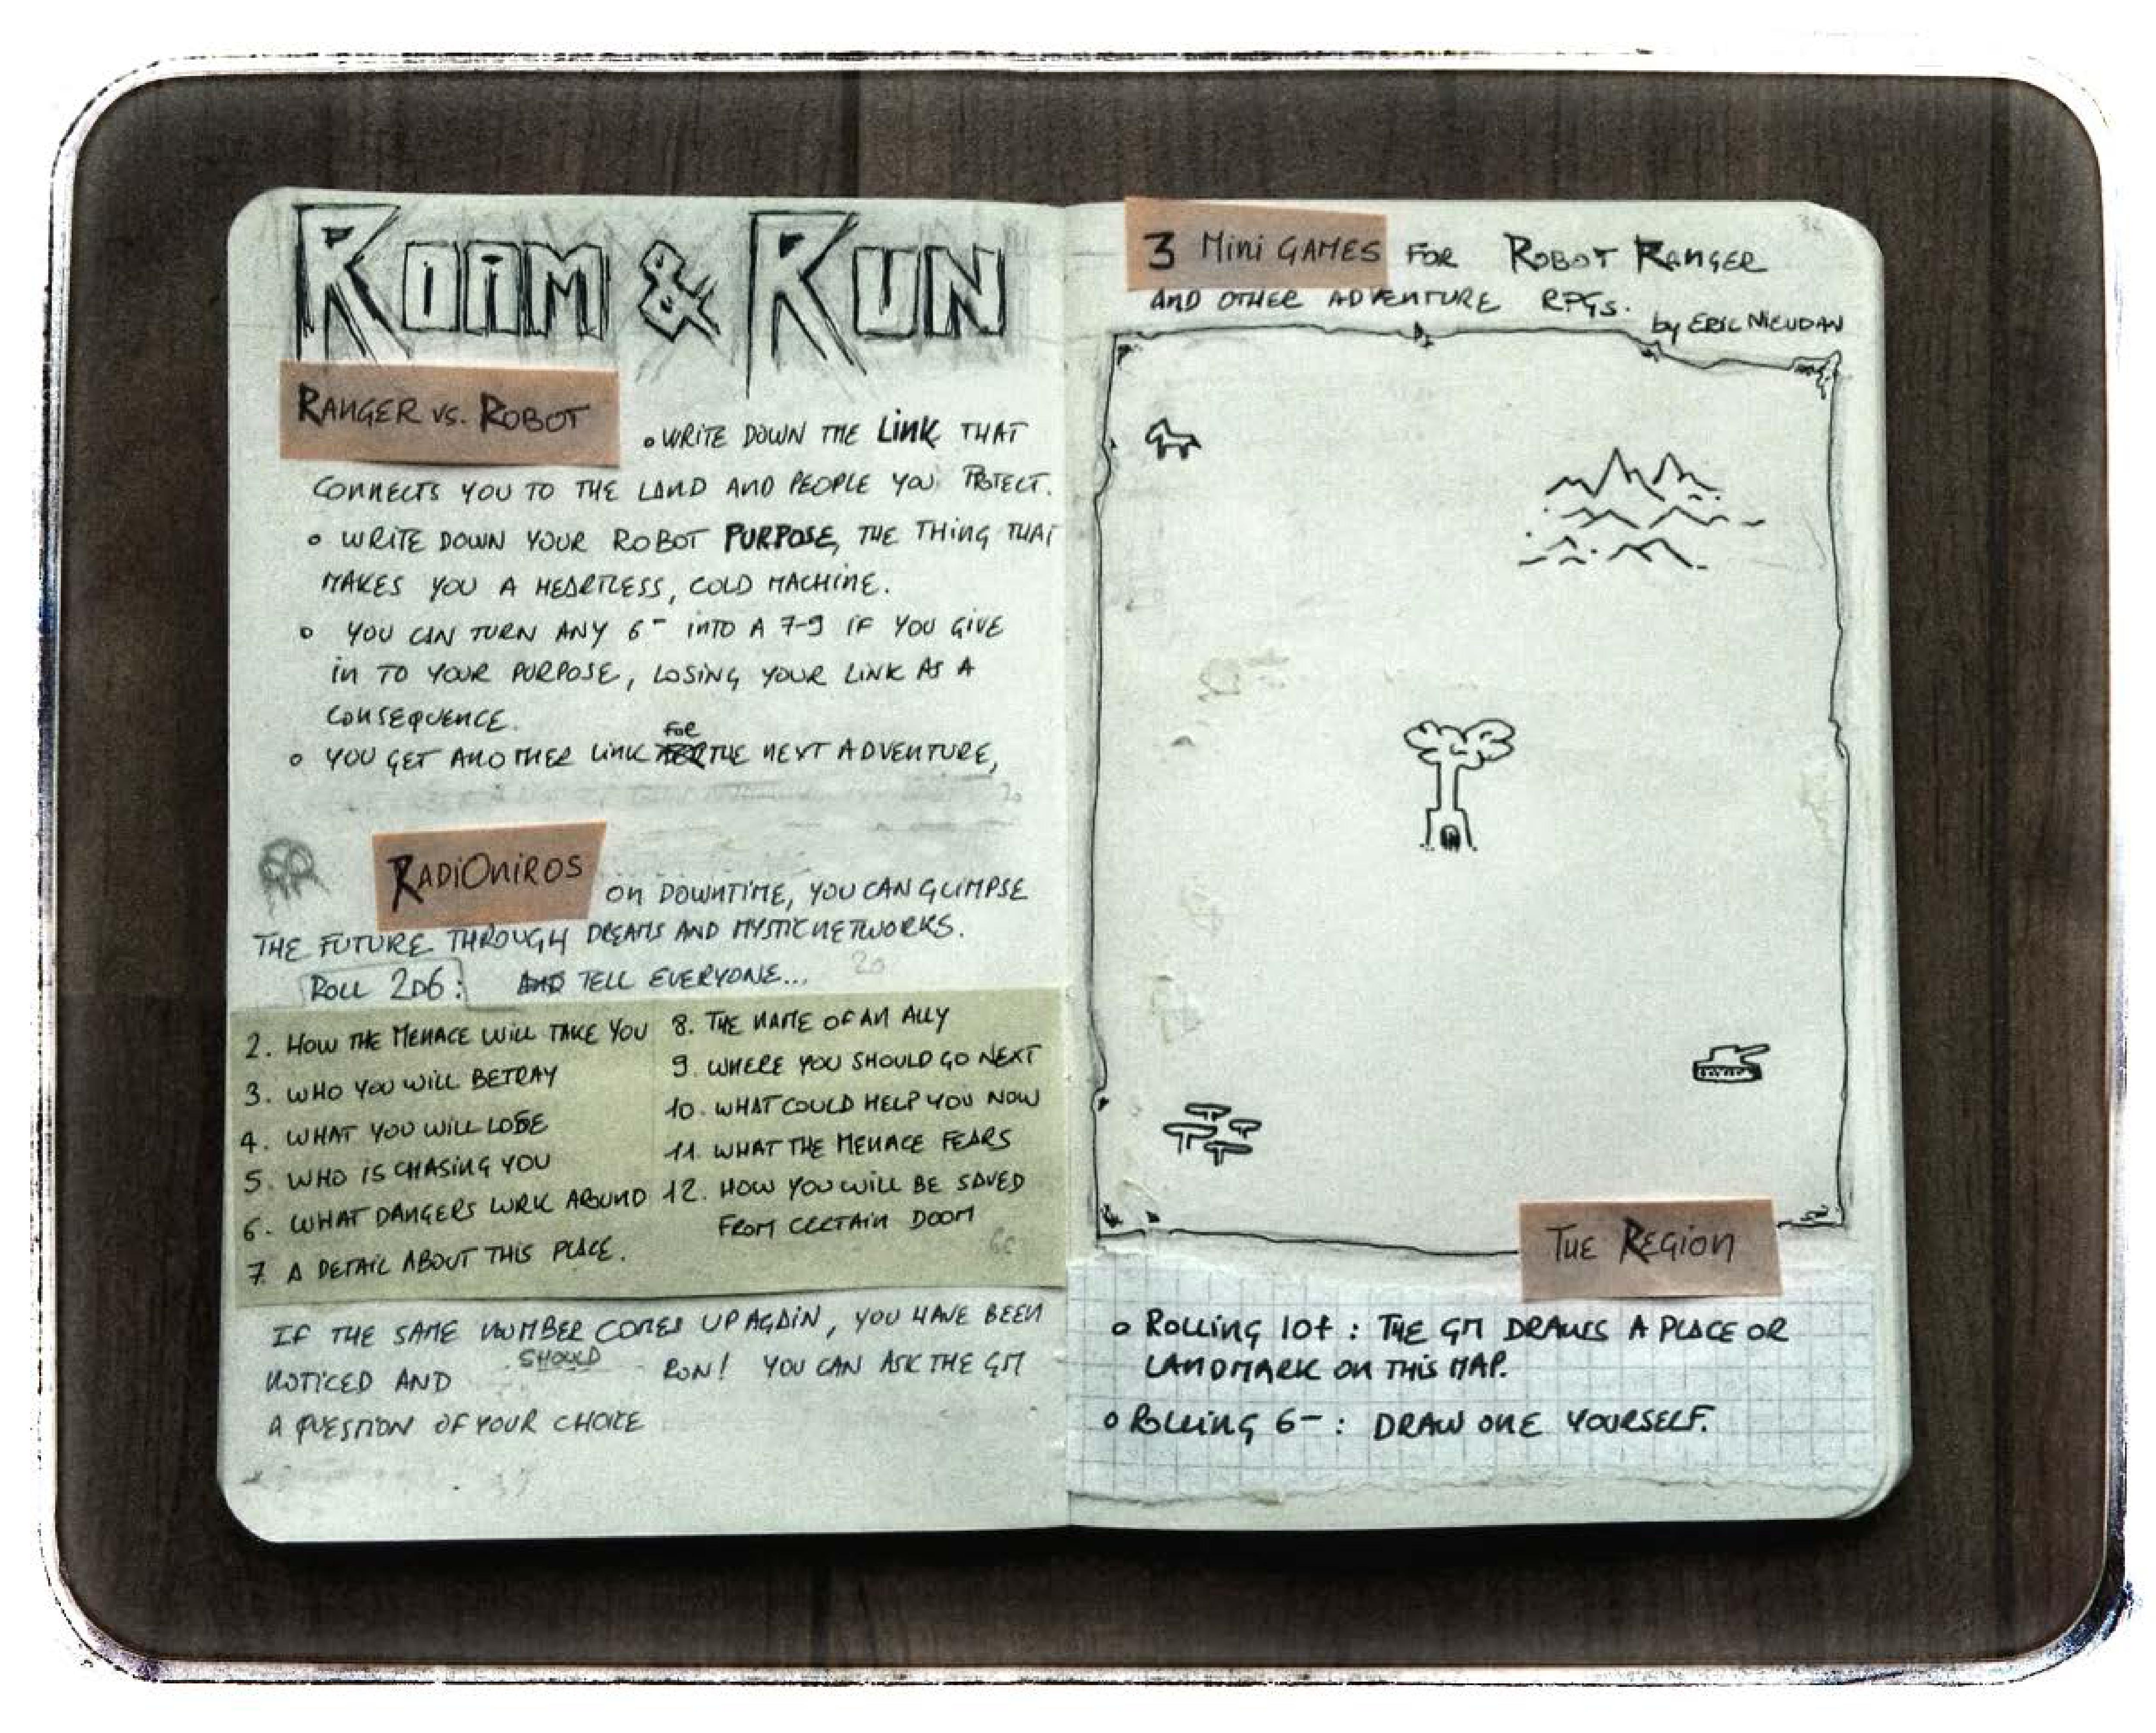 ROAM & RUN
RANGER VS. ROBOT
• WRITE DOWN THE LINK THAT
CONNECTS YOU TO THE LAND AND PEOPLE YOU PROTECT.
• WRITE DOWN YOUR ROBOT PURPOSE, THE THING THAT
MAKES YOU A HEARTLESS, COLD MACHINE.
• YOU CAN TURN ANY 6- INTO A 7-9 IF YOU GIVE
IN TO YOUR PURPOSE, LOSING YOUR LINK AS A
CONSEQUENCE.
• YOU GET ANOTHER LINK FOR THE NEXT ADVENTURE,
RADIONIROS
ON DOWNTIME, YOU CAN GLIMPSE
THE FUTURE THROUGH DREAMS AND MYSTIC NETWORKS.
ROLL 2D6: AND TELL EVERYONE...
2. HOW THE MENACE WILL TAKE YOU
3. WHO YOU WILL BETRAY
4. WHAT YOU WILL LOSE
5. WHO IS CHASING YOU
6. WHAT DANGERS LURK AROUND
7. A DETAIL ABOUT THIS PLACE.
8. THE NAME OF AN ALLY
9. WHERE YOU SHOULD GO NEXT
10. WHAT COULD HELP YOU NOW
11. WHAT THE MENACE FEARS
12. HOW YOU WILL BE SAVED
FROM CERTAIN DOOM
IF THE SAME NUMBER COMES UP AGAIN, YOU HAVE BEEN
NOTICED AND SHOULD RUN! YOU CAN ASK THE GM
A QUESTION OF YOUR CHOICE
3 MINI GAMES FOR ROBOT RANGER
AND OTHER ADVENTURE RPGS.
by ERIC NIEUDAN
THE REGION
• ROLLING 10+: THE GM DRAWS A PLACE OR
LANDMARK ON THIS MAP.
• ROLLING 6-: DRAW ONE YOURSELF.